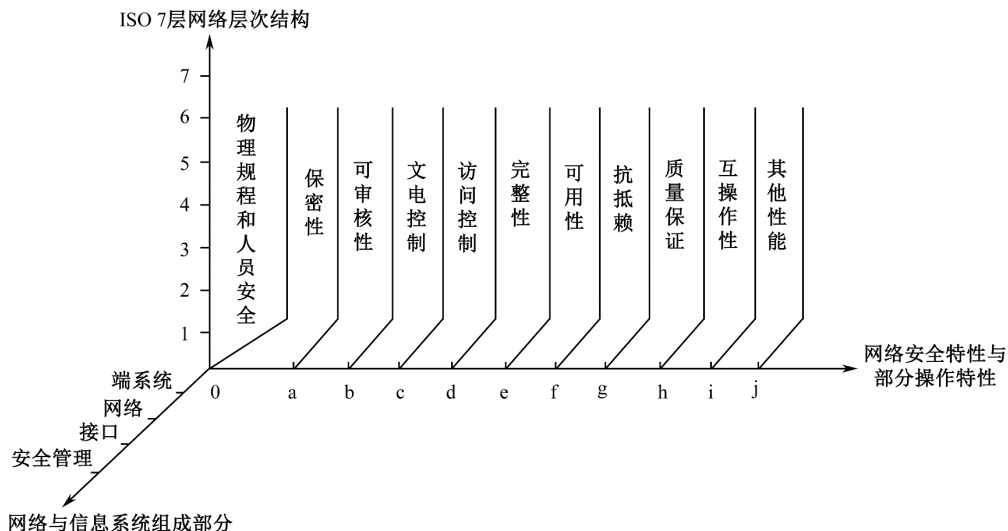 ISO 7层网络层次结构
7
6
5
4
3
2
1
物理规程和人员安全
保密性
可审核性
文电控制
访问控制
完整性
可用性
抗抵赖
质量保证
互操作性
其他性能
网络安全特性与
部分操作特性
0
a
b
c
d
e
f
g
h
i
j
端系统
网络
接口
安全管理
网络与信息系统组成部分